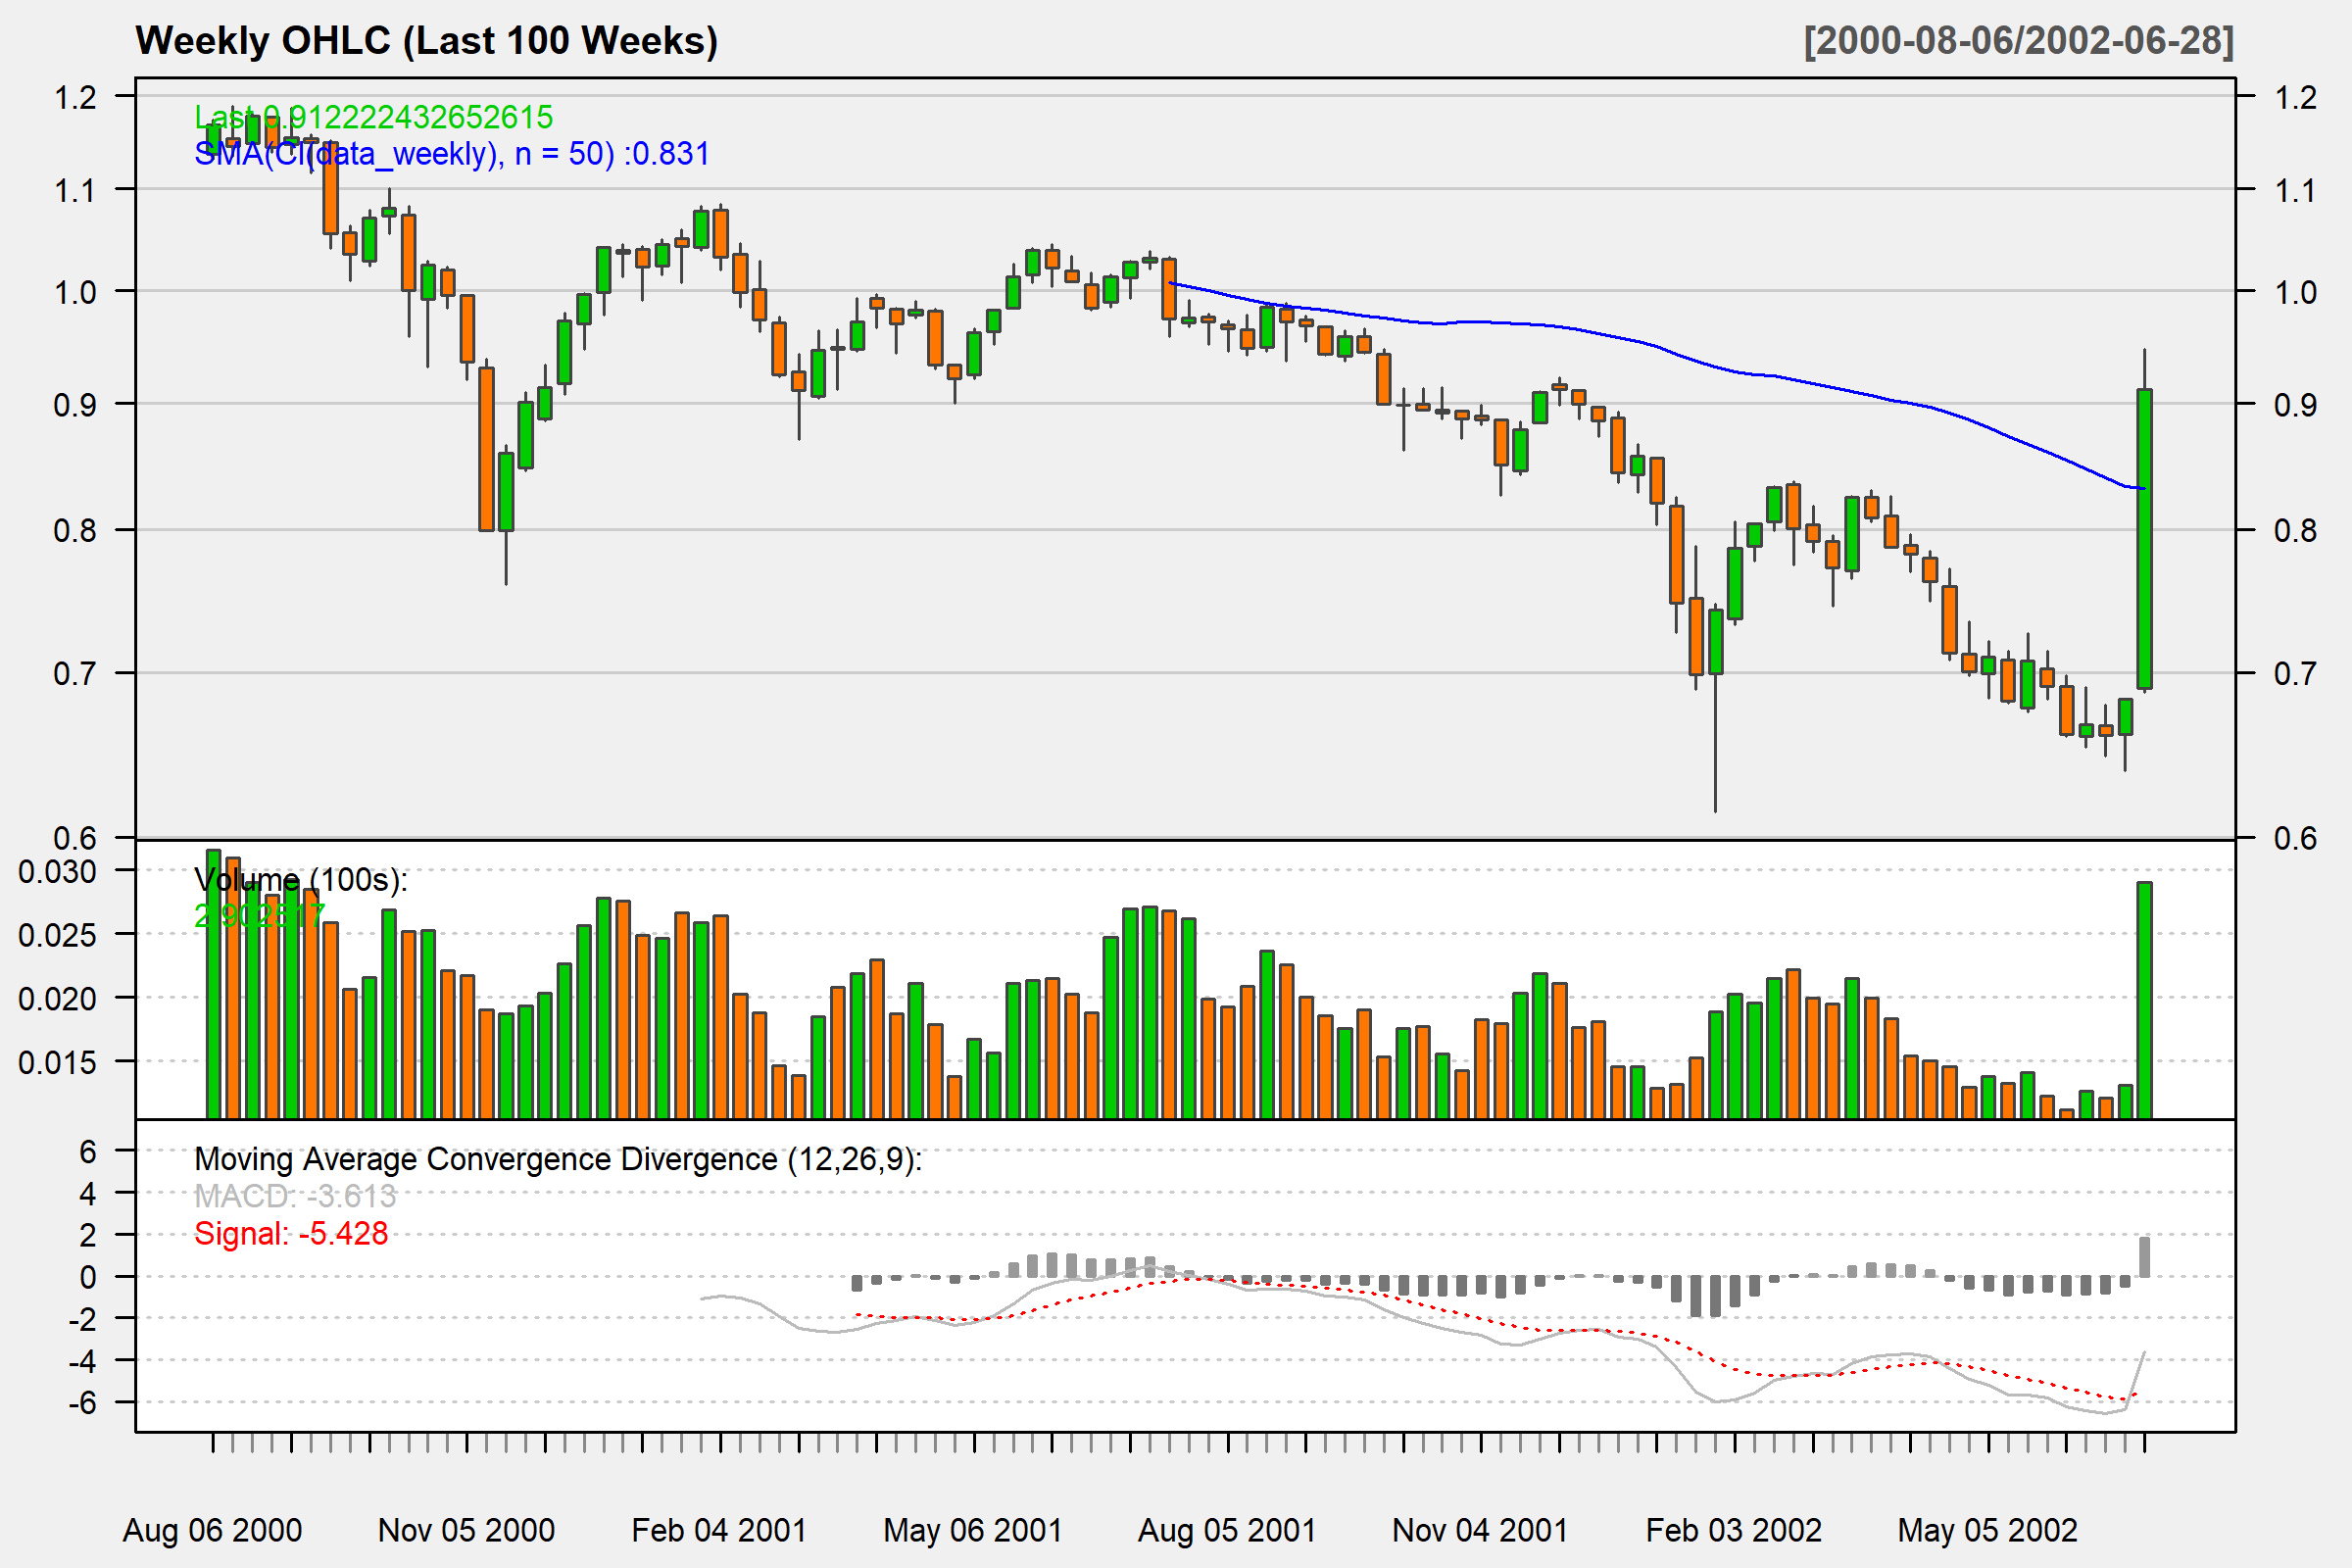 Weekly OHLC (Last 100 Weeks)
[2000-08-06/2002-06-28]
Last 0.912222432652615
SMA(Cl(data_weekly), n = 50) :0.831
1.2
1.1
1.0
0.9
0.8
0.7
0.6
1.2
1.1
1.0
0.9
0.8
0.7
0.6
Volume (100s):
2.902517
0.030
0.025
0.020
0.015
Moving Average Convergence Divergence (12,26,9):
MACD: -3.613
Signal: -5.428
6
4
2
0
-2
-4
-6
Aug 06 2000
Nov 05 2000
Feb 04 2001
May 06 2001
Aug 05 2001
Nov 04 2001
Feb 03 2002
May 05 2002